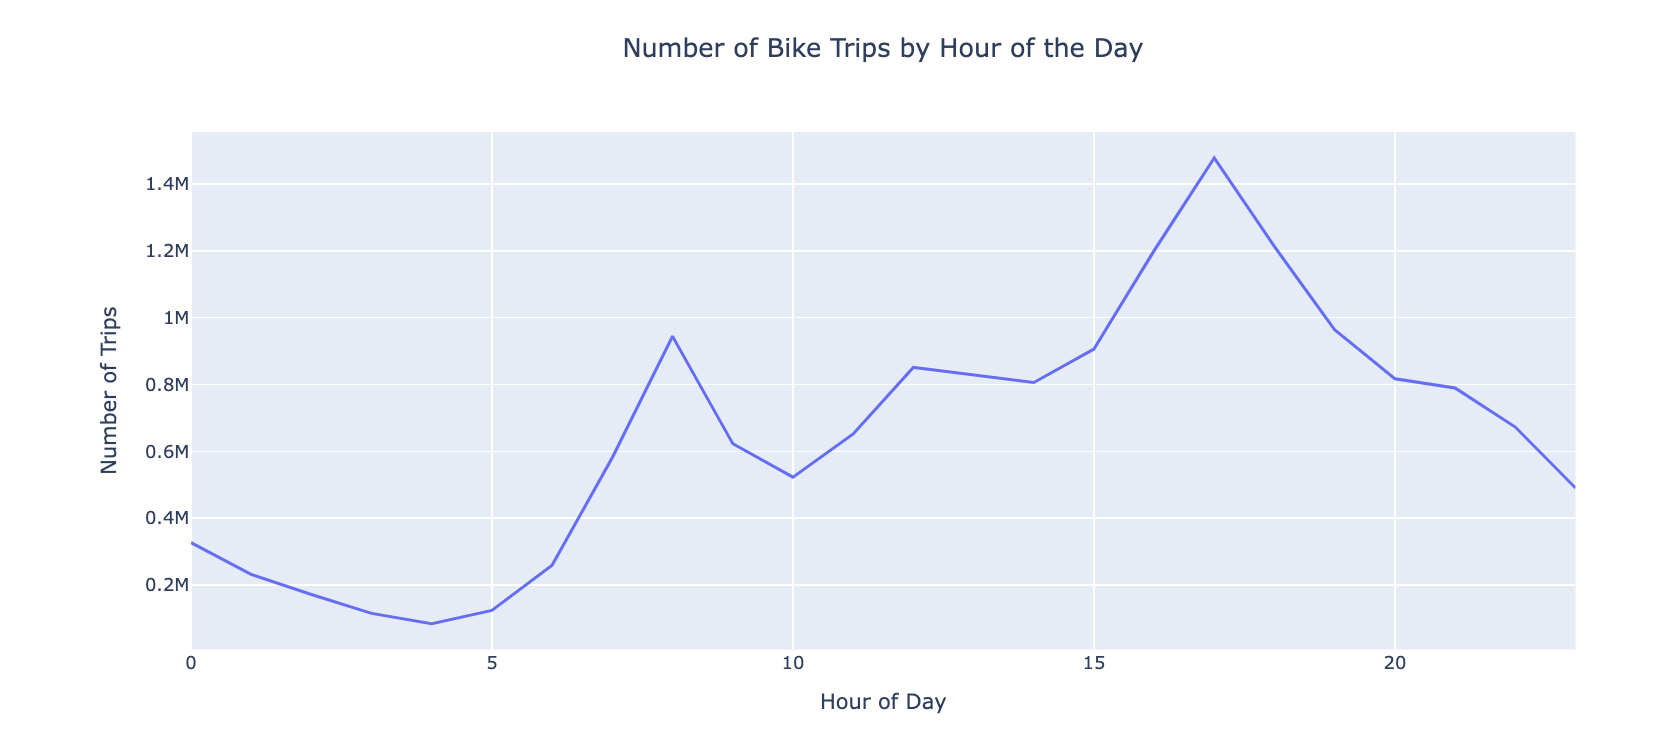 Number of Bike Trips by Hour of the Day
1.4M
1.2M
1M
0.8M
0.6M
0.4M
0.2M
Number of Trips
0 5 10 15 20
Hour of Day